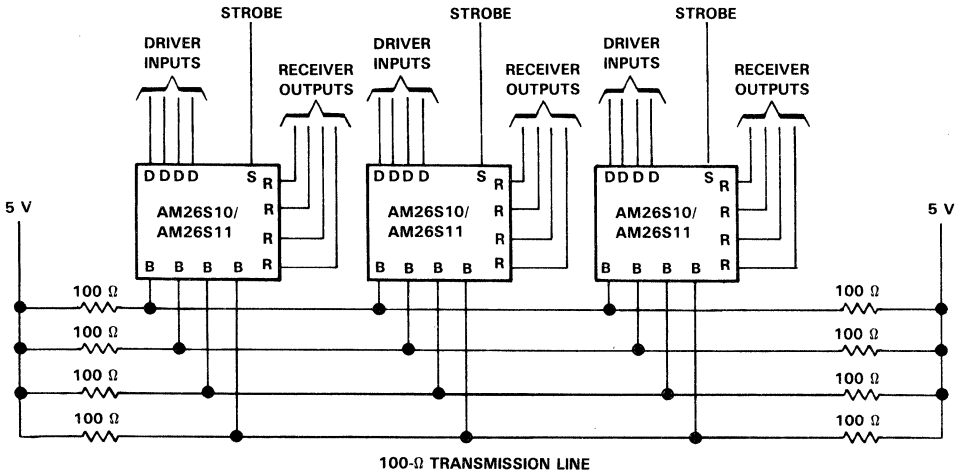 STROBE STROBE STROBE
DRIVER INPUTS
RECEIVER OUTPUTS
DRIVER INPUTS
RECEIVER OUTPUTS
DRIVER INPUTS
RECEIVER OUTPUTS
D D D D S R
R
R
R
AM26S10/
AM26S11
B B B B
D D D D S R
R
R
R
AM26S10/
AM26S11
B B B B
D D D D S R
R
R
R
AM26S10/
AM26S11
B B B B
5 V 5 V
100 Ω 100 Ω
100 Ω 100 Ω
100 Ω 100 Ω
100 Ω 100 Ω
100-Ω TRANSMISSION LINE